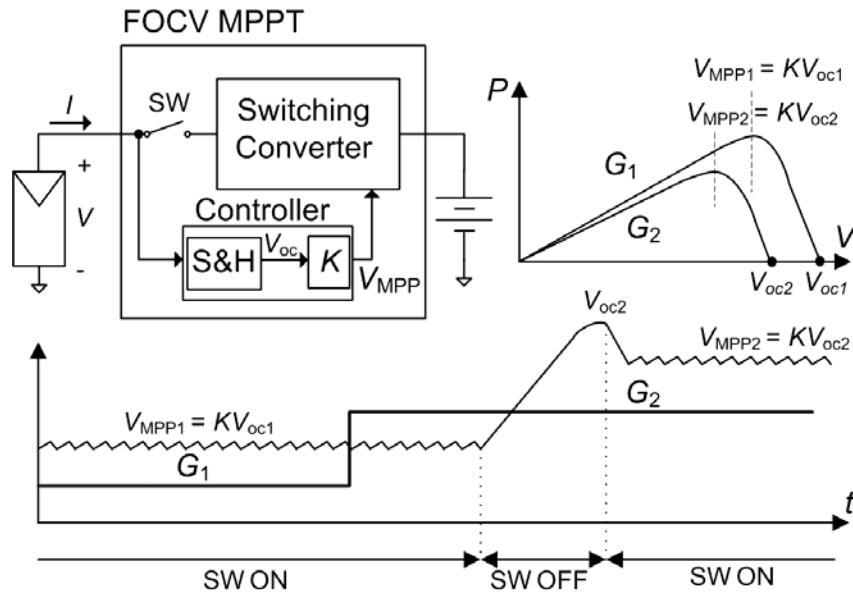 FOCV MPPT
I
SW
Switching
Converter
+
V
-
Controller
S&H
Voc
K
VMPP
VMPP1 = KVoc1
P
VMPP2 = KVoc2
G1
G2
V
Voc2
Voc1
Voc2
VMPP2 = KVoc2
G2
VMPP1 = KVoc1
G1
t
SW ON
SW OFF
SW ON